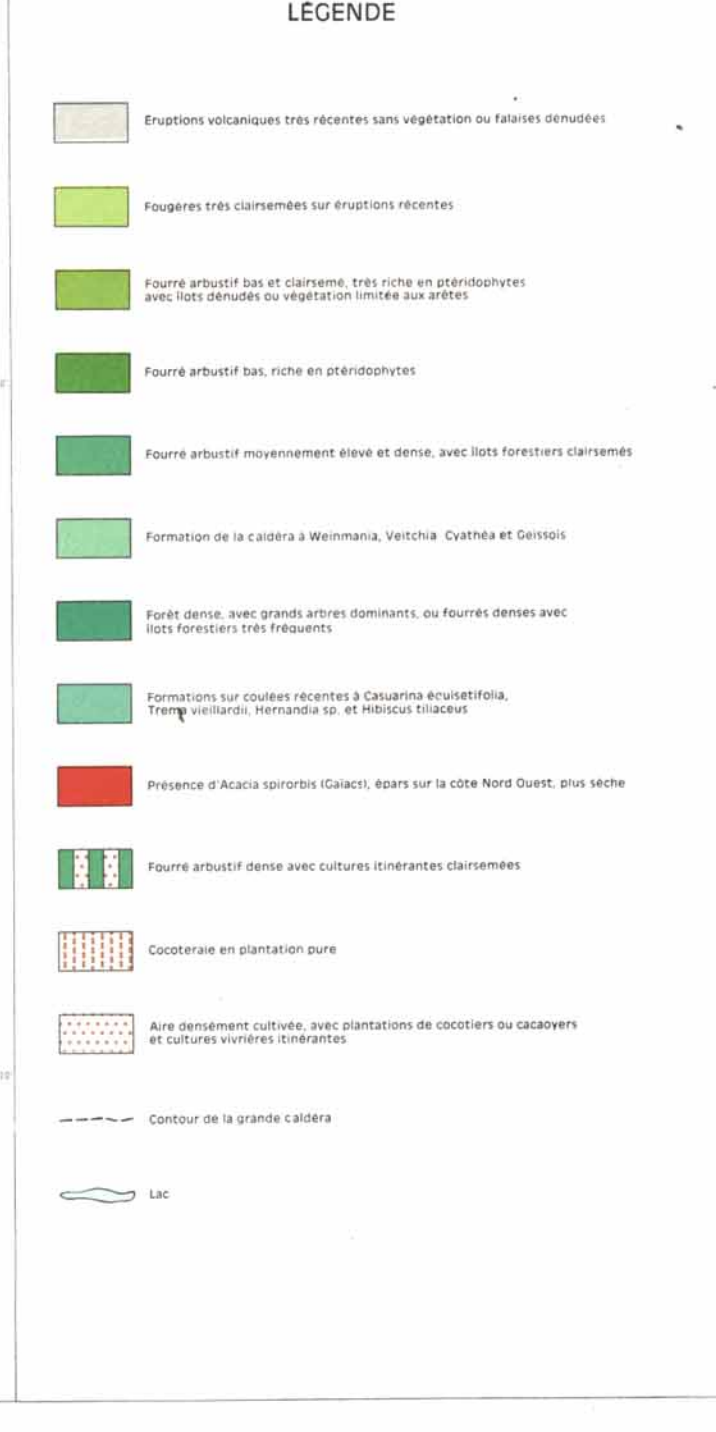 LÉGENDE
Éruptions volcaniques très récentes sans végétation ou falaises dénudées
Fougères très clairsemées sur éruptions récentes
Fourré arbustif bas et clairsemé, très riche en ptéridophytes
avec îlots dénudés ou végétation limitée aux arêtes
Fourré arbustif bas, riche en ptéridophytes
Fourré arbustif moyennement élevé et dense, avec îlots forestiers clairsemés
Formation de la caldéra à Weinmania, Veitchia Cyathéa et Geissois
Forêt dense, avec grands arbres dominants, ou fourrés denses avec
îlots forestiers très fréquents
Formations sur coulées récentes à Casuarina écuisetifolia,
Trema vieillardii, Hernandia sp. et Hibiscus tiliaceus
Présence d'Acacia spirorbis (Gaïacs), épars sur la côte Nord Ouest, plus sèche
Fourré arbustif dense avec cultures itinérantes clairsemées
Cocoteraie en plantation pure
Aire densément cultivée, avec plantations de cocotiers ou cacaoyers
et cultures vivrières itinérantes
Contour de la grande caldéra
Lac